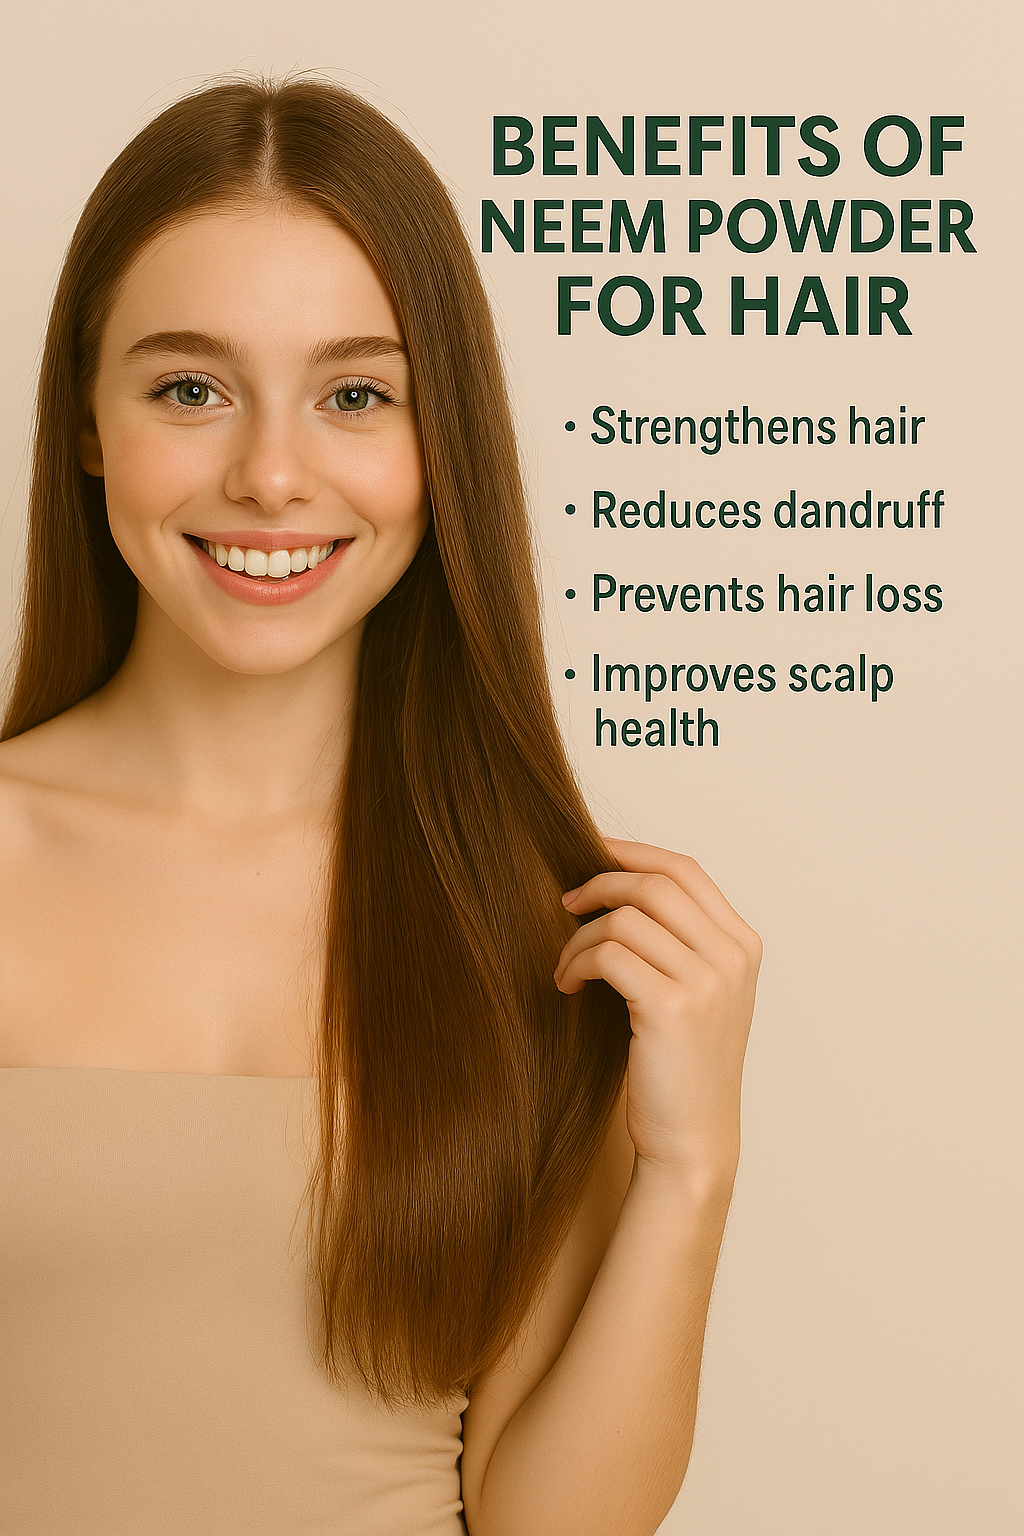 BENEFITS OF
NEEM POWDER
FOR HAIR
• Strengthens hair
• Reduces dandruff
• Prevents hair loss
• Improves scalp
health